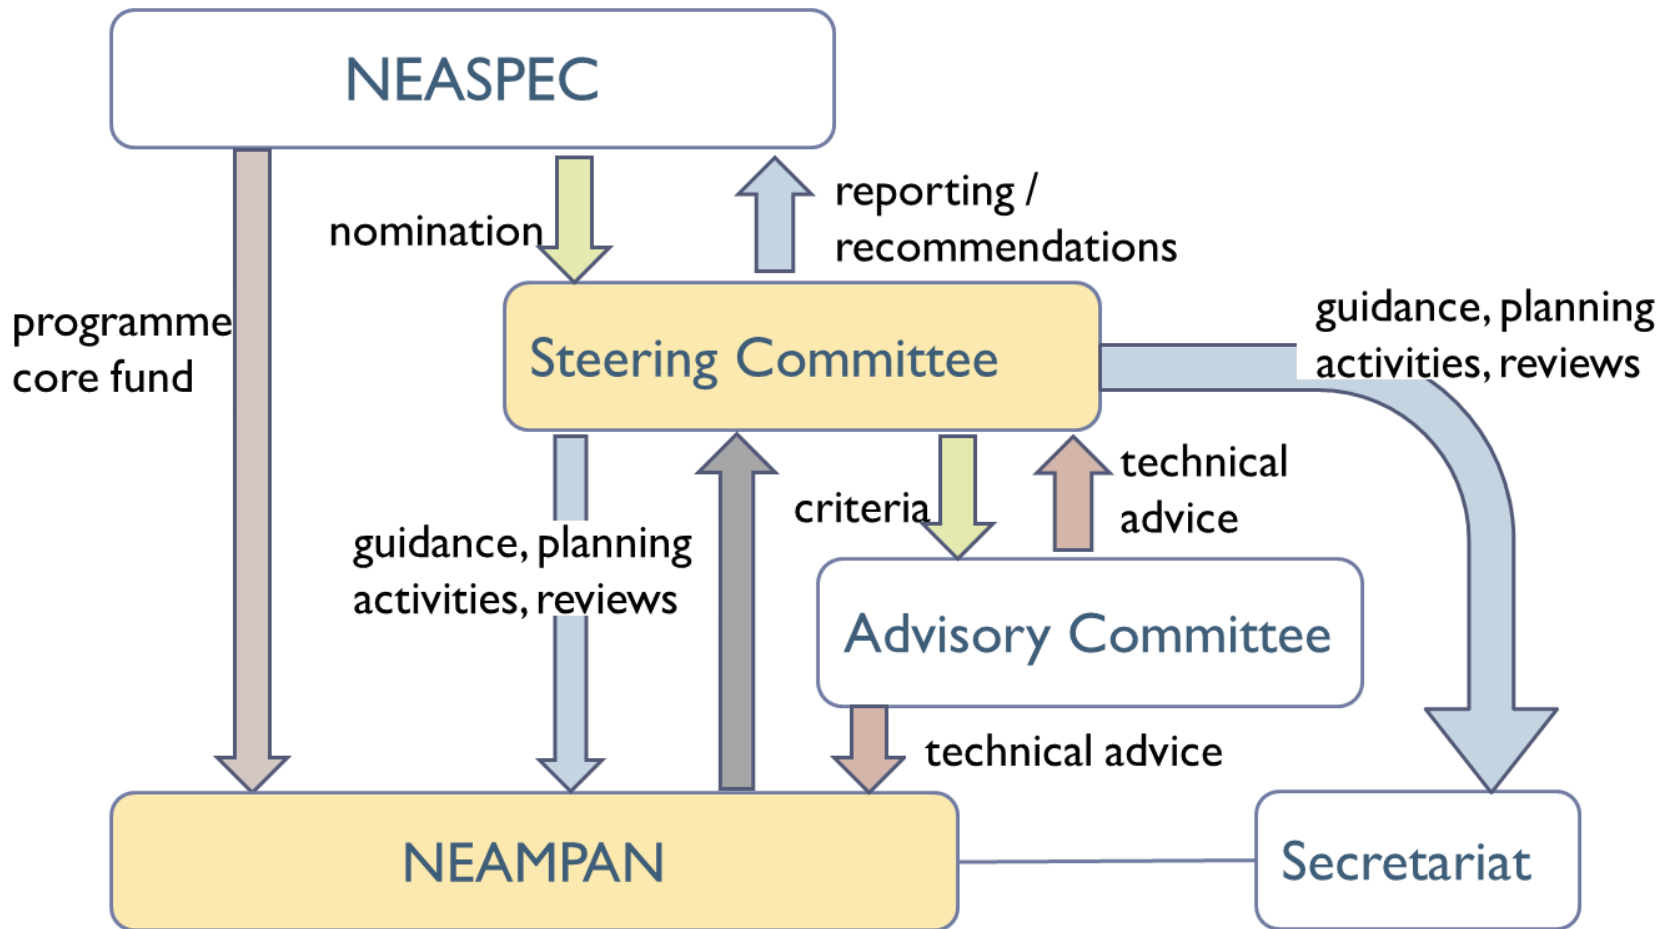 NEASPEC
nomination
reporting /
recommendations
programme
core fund
Steering Committee
guidance, planning
activities, reviews
guidance, planning
activities, reviews
criteria
technical
advice
Advisory Committee
technical advice
NEAMPAN
Secretariat